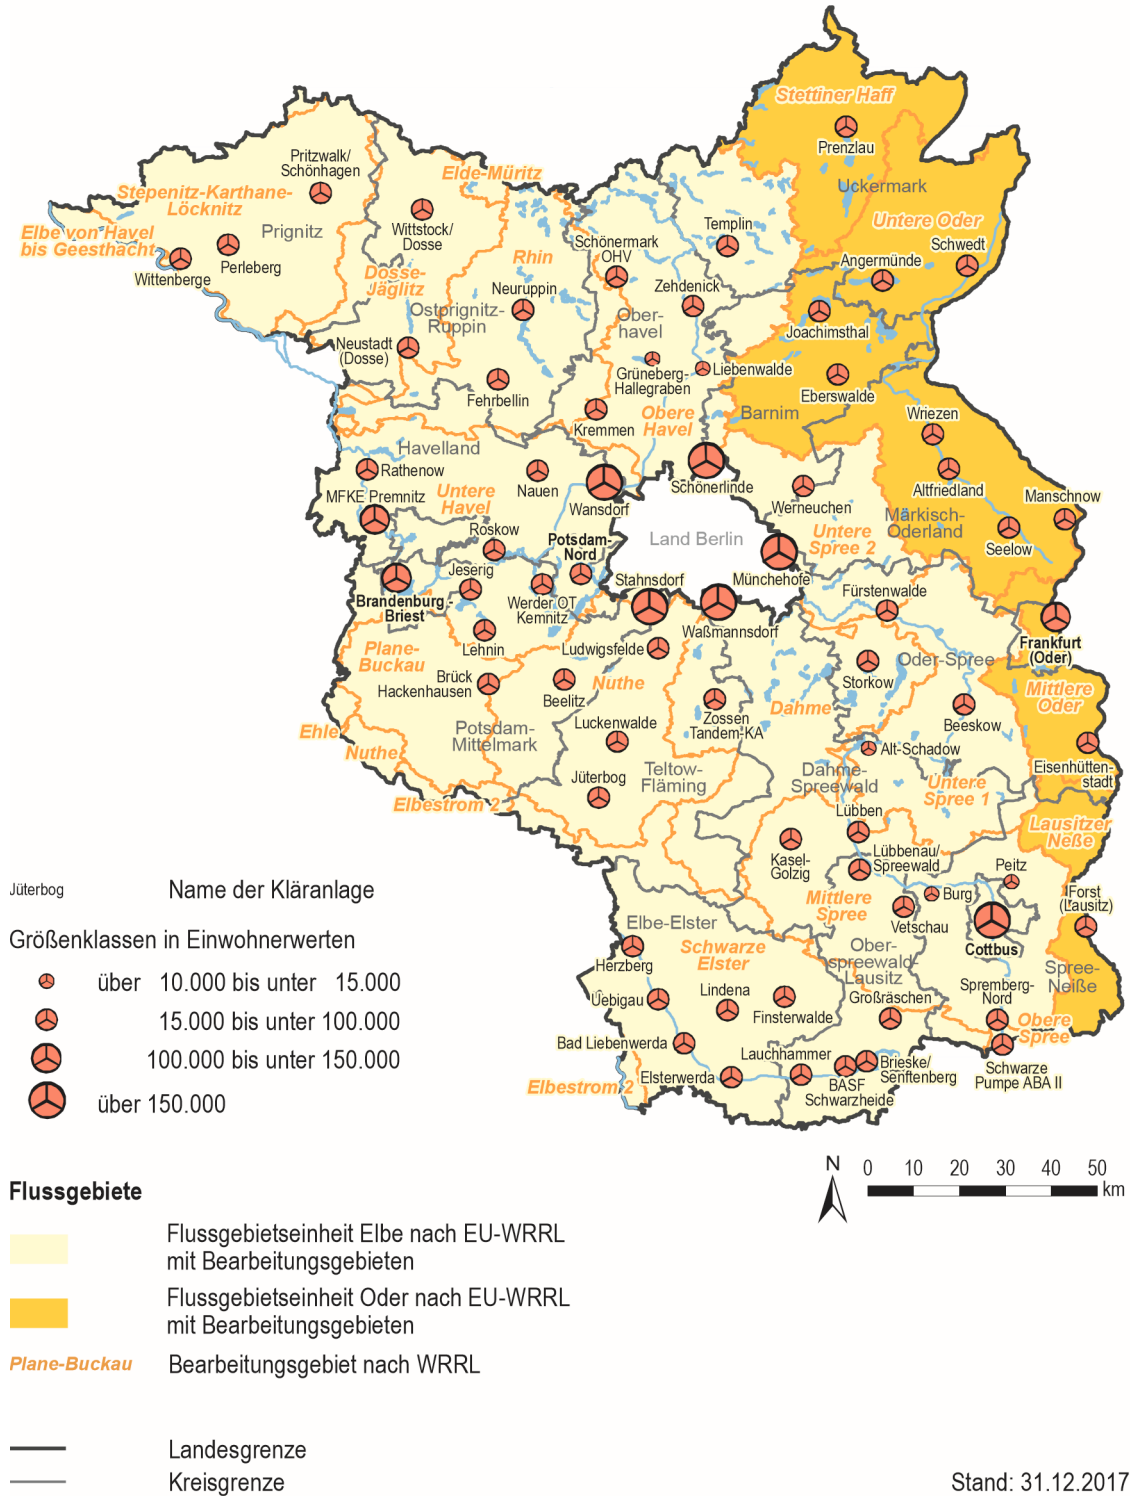 Stettiner Haff
Prenzlau
Uckermark
Pritzwalk/
Schönhagen
Elde-Müritz
Stepenitz-Karthane-
Löcknitz
Prignitz
Wittstock/
Dosse
Templin
Untere Oder
Schwedt
Elbe von Havel
bis Geesthacht
Wittenberge
Perleberg
Rhin
Schönermark
OHV
Angermünde
Dosse-
Jäglitz
Neuruppin
Zehdenick
Ostprignitz-
Ruppin
Ober-
havel
Joachimsthal
Neustadt
(Dosse)
Grüneberg-
Hallegraben
Liebenwalde
Fehrbellin
Eberswalde
Kremmen
Obere
Havel
Barnim
Wriezen
Havelland
Rathenow
Nauen
Schönerlinde
Altfriedland
MFKE Premnitz
Untere
Havel
Wansdorf
Werneuchen
Manschnow
Märkisch-
Oderland
Roskow
Potsdam-
Nord
Land Berlin
Untere
Spree 2
Seelow
Jeserig
Stahnsdorf
Münchehofe
Fürstenwalde
Brandenburg
Briest
Werder OT
Kemnitz
Waßmannsdorf
Frankfurt
(Oder)
Lehnin
Ludwigsfelde
Plane-
Buckau
Oder-Spree
Storkow
Brück
Hackenhausen
Beelitz
Nuthe
Mittlere
Oder
Zossen
Tandem-KA
Dahme
Beeskow
Ehle
Nuthe
Potsdam-
Mittelmark
Luckenwalde
Alt-Schadow
Eisenhütten-
stadt
Jüterbog
Teltow-
Fläming
Dahme-
Spreewald
Untere
Spree 1
Elbestrom 2
Lübben
Lausitzer
Neße
Kasel-
Golzig
Lübbenau/
Spreewald
Peitz
Forst
(Lausitz)
Mittlere
Spree
Burg
Vetschau
Cottbus
Elbe-Elster
Herzberg
Schwarze
Elster
Ober-
spreewald-
Lausitz
Spree-
Neiße
Uebigau
Lindena
Finsterwalde
Großräschen
Spremberg-
Nord
Obere
Spree
Bad Liebenwerda
Lauchhammer
Brieske/
Senftenberg
Schwarze
Pumpe ABA II
Elbestrom 2
Elsterwerda
BASF
Schwarzheide
Jüterbog Name der Kläranlage
Größenklassen in Einwohnerwerten
über 10.000 bis unter 15.000
15.000 bis unter 100.000
100.000 bis unter 150.000
über 150.000
N 0 10 20 30 40 50
km
Flussgebiete
Flussgebietseinheit Elbe nach EU-WRRL
mit Bearbeitungsgebieten
Flussgebietseinheit Oder nach EU-WRRL
mit Bearbeitungsgebieten
Plane-Buckau Bearbeitungsgebiet nach WRRL
Landesgrenze
Kreisgrenze
Stand: 31.12.2017